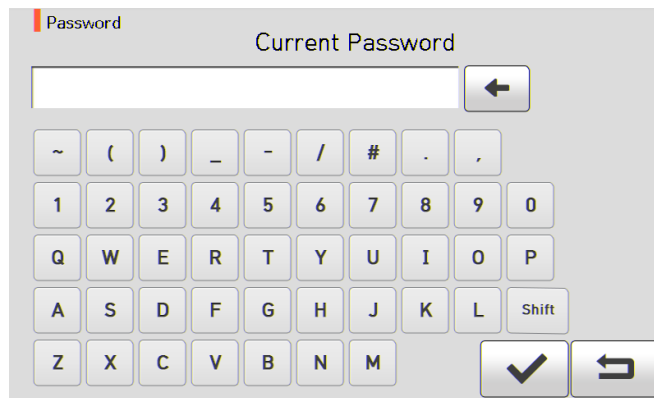 Password
Current Password
~ ( ) _ - / # . ,
1 2 3 4 5 6 7 8 9 0
Q W E R T Y U I O P
A S D F G H J K L Shift
Z X C V B N M